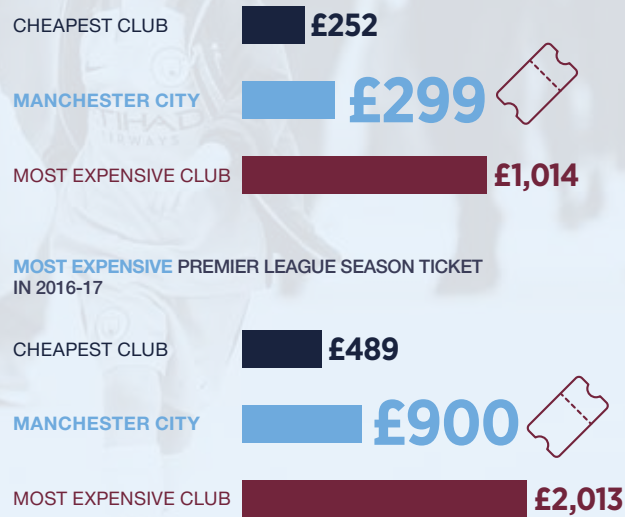 CHEAPEST CLUB £252
MANCHESTER CITY £299
MOST EXPENSIVE CLUB £1,014
MOST EXPENSIVE PREMIER LEAGUE SEASON TICKET
IN 2016-17
CHEAPEST CLUB £489
MANCHESTER CITY £900
MOST EXPENSIVE CLUB £2,013